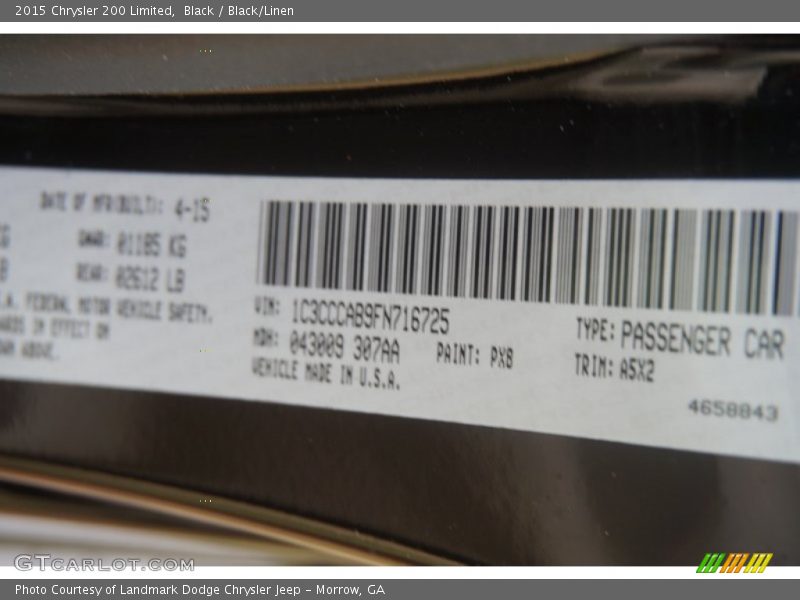 2015 Chrysler 200 Limited, Black / Black/Linen
DATE OF MFR(BUILT): 4-15
GAWR: 01185 KG
REAR: 02612 LB
.A. FEDERAL MOTOR VEHICLE SAFETY.
ARDS IN EFFECT ON
OWN ABOVE.
VIN: 1C3CCCAB9FN716725
MDH: 043009 307AA PAINT: PX8
VEHICLE MADE IN U.S.A.
TYPE: PASSENGER CAR
TRIM: A5X2
4658843
GTCARLOT.COM
Photo Courtesy of Landmark Dodge Chrysler Jeep – Morrow, GA